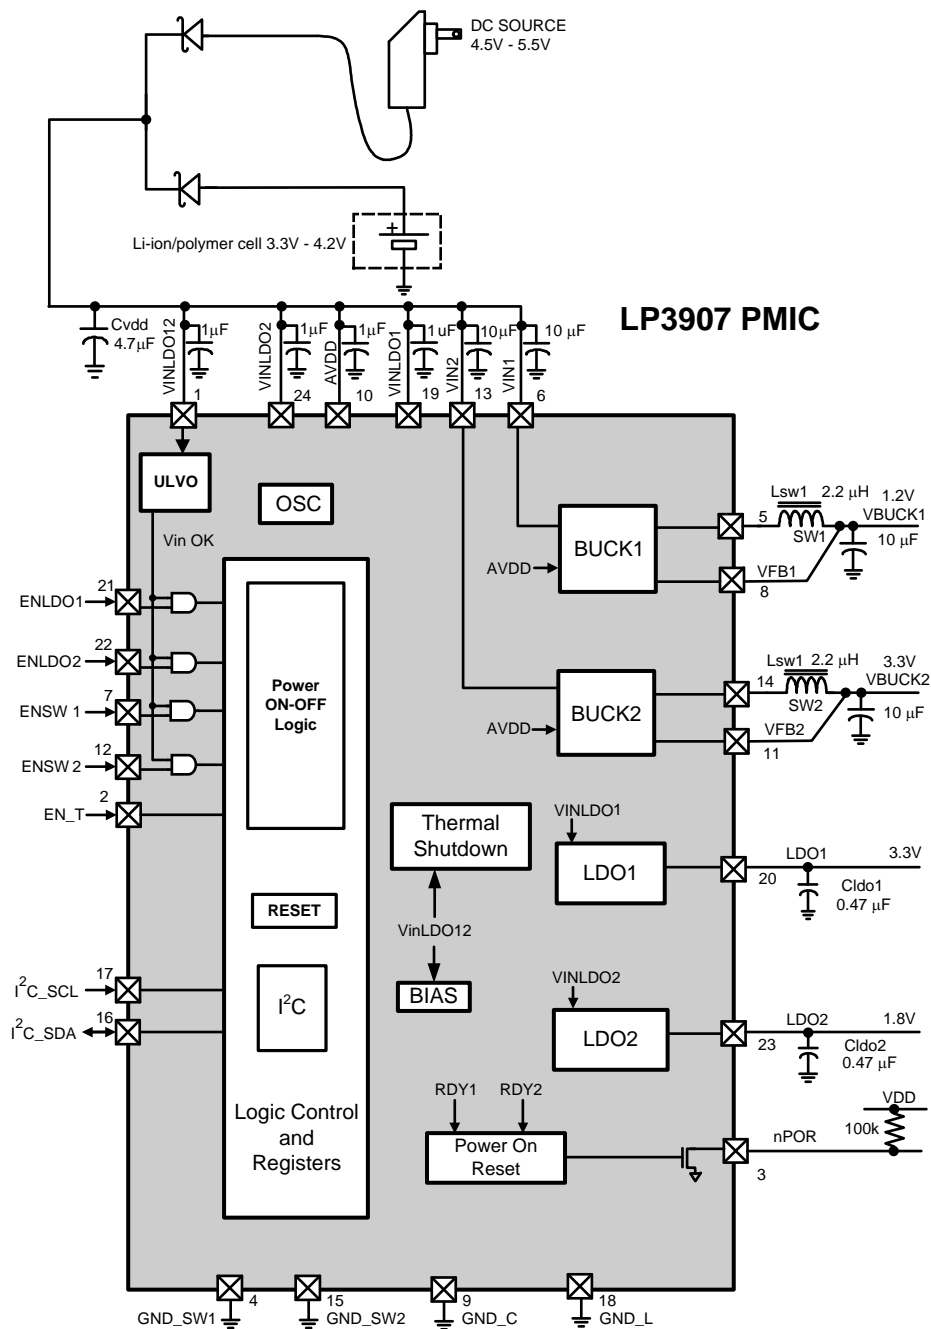 DC SOURCE
4.5V - 5.5V
Li-ion/polymer cell 3.3V - 4.2V
+
LP3907 PMIC
Cvdd
4.7µF
VINLDO12
1µF
VINLDO2
1µF
AVDD
1µF
VINLDO1
1uF
VIN2
10µF
VIN1
10 µF
1
24
10
19
13
6
ULVO
OSC
Vin OK
BUCK1
AVDD
5
Lsw1 2.2 µH
SW1
1.2V
VBUCK1
10 µF
VFB1
8
21
ENLDO1
22
ENLDO2
7
ENSW 1
12
ENSW 2
2
EN_T
Power
ON-OFF
Logic
BUCK2
AVDD
14
Lsw1 2.2 µH
SW2
3.3V
VBUCK2
10 µF
VFB2
11
Thermal
Shutdown
VinLDO12
BIAS
VINLDO1
LDO1
20
LDO1
3.3V
Cldo1
0.47 µF
RESET
17
I²C_SCL
16
I²C_SDA
I²C
VINLDO2
LDO2
23
LDO2
1.8V
Cldo2
0.47 µF
Logic Control
and
Registers
RDY1
RDY2
Power On
Reset
VDD
100k
nPOR
3
GND_SW1
4
15
GND_SW2
9
GND_C
18
GND_L